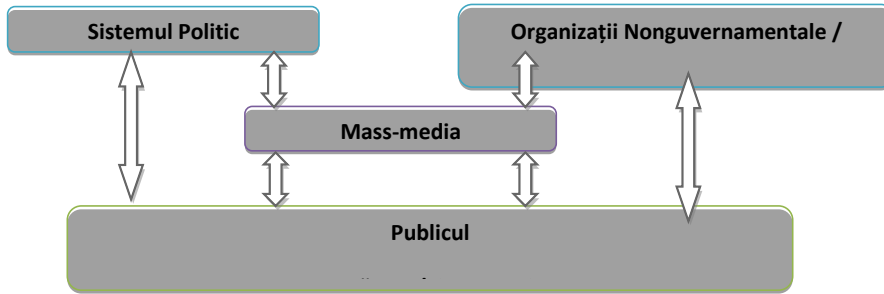 Sistemul Politic
Organizații Nonguvernamentale /
Mass-media
Publicul